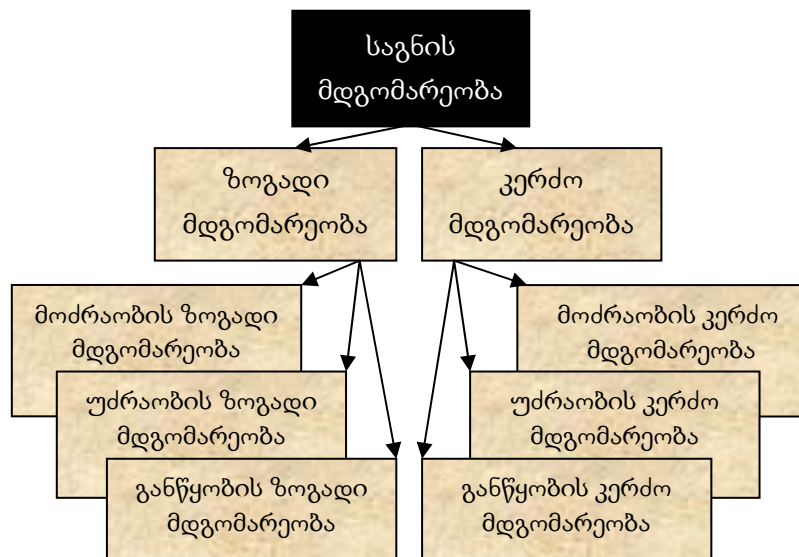 საგნის
მდგომარეობა
ზოგადი
მდგომარეობა
კერძო
მდგომარეობა
მოძრაობის ზოგადი
მდგომარეობა
უძრაობის ზოგადი
მდგომარეობა
განწყობის ზოგადი
მდგომარეობა
მოძრაობის კერძო
მდგომარეობა
უძრაობის კერძო
მდგომარეობა
განწყობის კერძო
მდგომარეობა